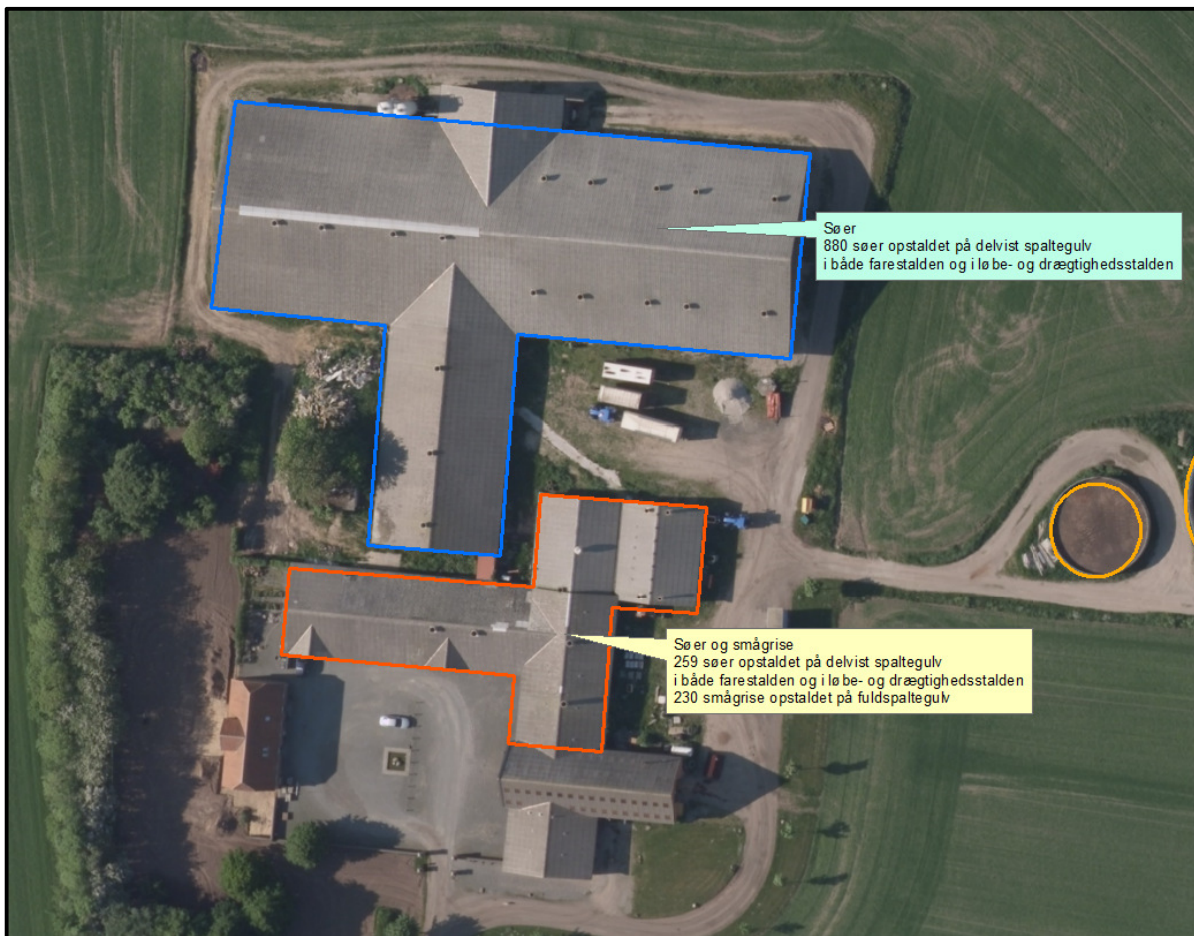 Søer
880 søer opstaldet på delvist spaltegulv
i både farestalden og i løbe- og drægtighedsstalden
Søer og smågrise
259 søer opstaldet på delvist spaltegulv
i både farestalden og i løbe- og drægtighedsstalden
230 smågrise opstaldet på fuldspaltegulv